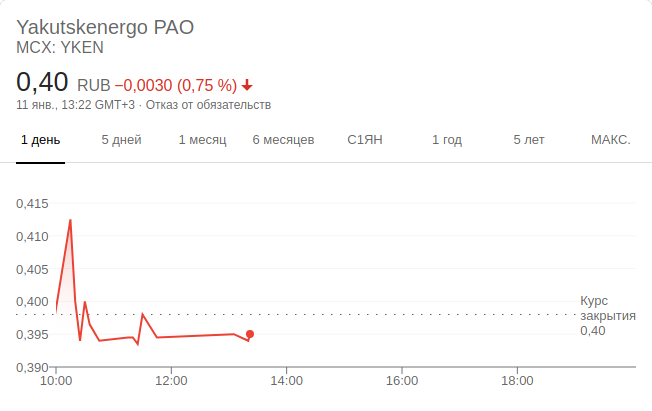 Yakutskenergo PAO
MCX: YKEN
0,40 RUB −0,0030 (0,75 %)
11 янв., 13:22 GMT+3 · Отказ от обязательств
1 день 5 дней 1 месяц 6 месяцев С1ЯН 1 год 5 лет МАКС.
0,415
0,410
0,405
0,400
0,395
0,390
Курс
закрытия
0,40
10:00 12:00 14:00 16:00 18:00